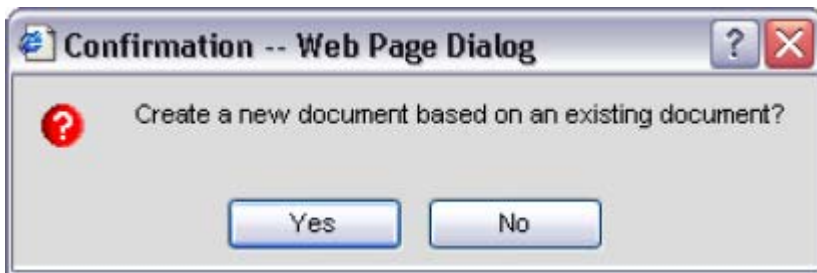 Confirmation -- Web Page Dialog
Create a new document based on an existing document?
Yes No